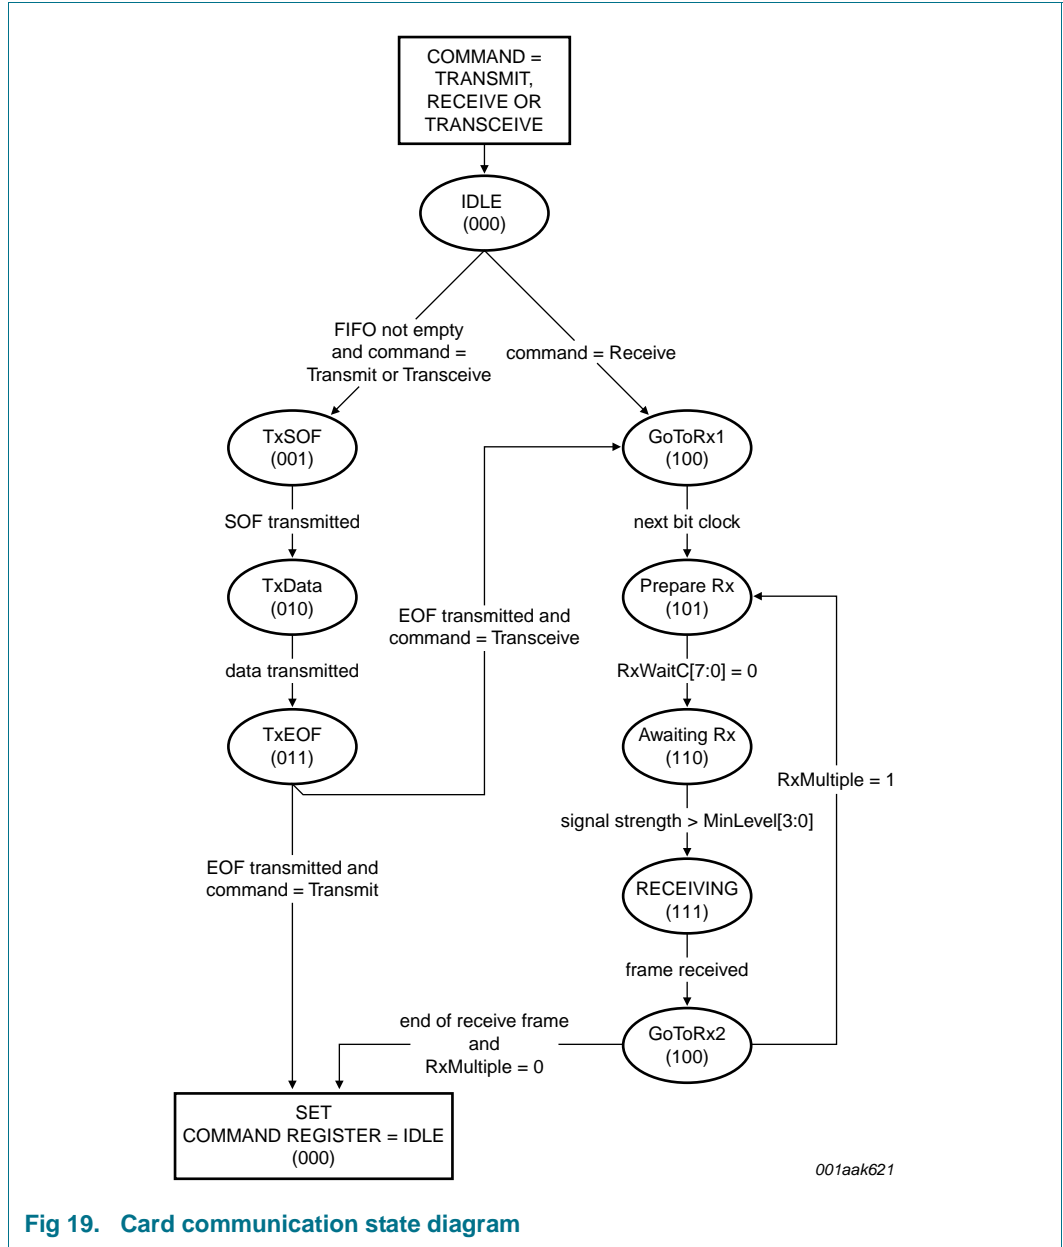 COMMAND =
TRANSMIT,
RECEIVE OR
TRANSCEIVE
IDLE
(000)
FIFO not empty
and command =
Transmit or Transceive
command = Receive
TxSOF
(001)
GoToRx1
(100)
SOF transmitted
next bit clock
TxData
(010)
Prepare Rx
(101)
EOF transmitted and
command = Transceive
data transmitted
RxWaitC[7:0] = 0
TxEOF
(011)
Awaiting Rx
(110)
RxMultiple = 1
signal strength > MinLevel[3:0]
EOF transmitted and
command = Transmit
RECEIVING
(111)
frame received
end of receive frame
and
RxMultiple = 0
GoToRx2
(100)
SET
COMMAND REGISTER = IDLE
(000)
001aak621
Fig 19. Card communication state diagram